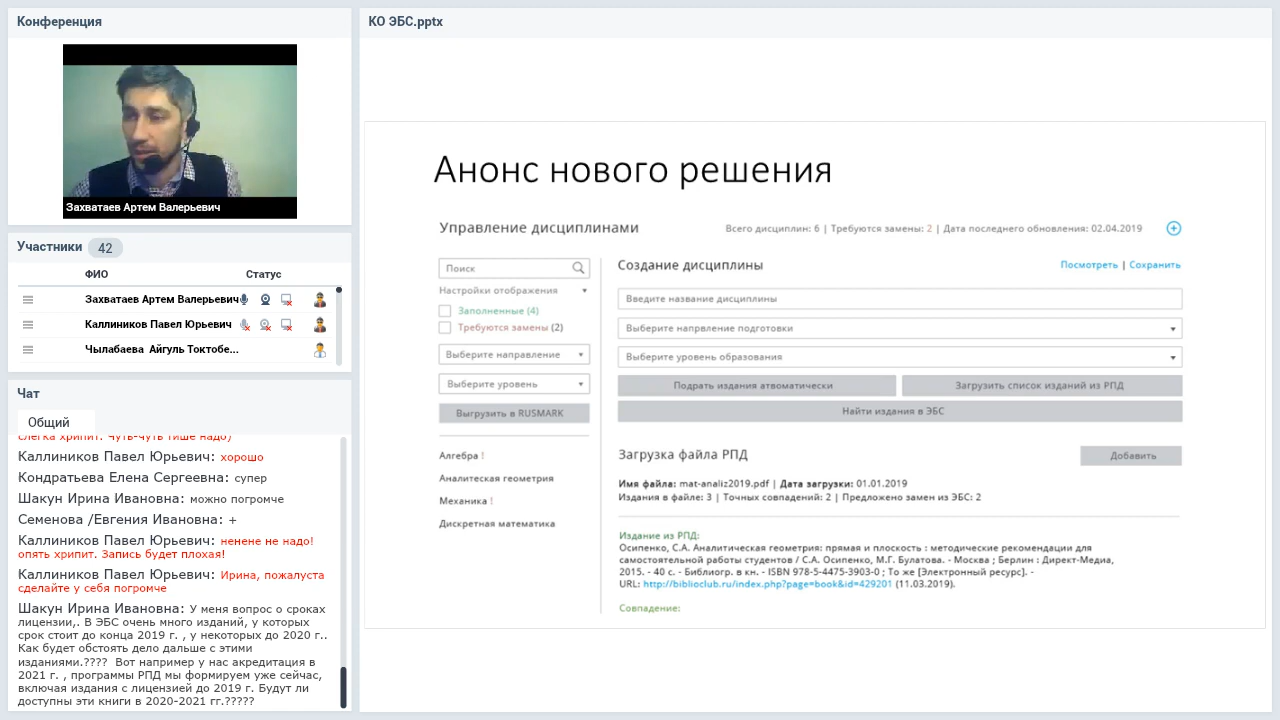 Конференция
Захватаев Артем Валерьевич
Участники 42
ФИО Статус
Захватаев Артем Валерьевич
Каллиников Павел Юрьевич
Чылабаева Айгуль Токтобе...
Чат
Общий
слегка хрипит. Чуть-чуть тише надо)
Каллиников Павел Юрьевич: хорошо
Кондратьева Елена Сергеевна: супер
Шакун Ирина Ивановна: можно погромче
Семенова /Евгения Ивановна: +
Каллиников Павел Юрьевич: ненене не надо!
опять хрипит. Запись будет плохая!
Каллиников Павел Юрьевич: Ирина, пожалуста
сделайте у себя погромче
Шакун Ирина Ивановна: У меня вопрос о сроках
лицензии,. В ЭБС очень много изданий, у которых
срок стоит до конца 2019 г. , у некоторых до 2020 г..
Как будет обстоять дело дальше с этими
изданиями.???? Вот например у нас акредитация в
2021 г. , программы РПД мы формируем уже сейчас,
включая издания с лицензией до 2019 г. Будут ли
доступны эти книги в 2020-2021 гг.?????
КО ЭБС.pptx
Анонс нового решения
Управление дисциплинами
Всего дисциплин: 6 | Требуются замены: 2 | Дата последнего обновления: 02.04.2019
Поиск
Настройки отображения
Заполненные (4)
Требуются замены (2)
Выберите направление
Выберите уровень
Выгрузить в RUSMARK
Алгебра !
Аналитеская геометрия
Механика !
Дискретная математика
Создание дисциплины
Посмотреть | Сохранить
Введите название дисциплины
Выберите напрвление подготовки
Выберите уровень образования
Подрать издания атвоматически
Загрузить список изданий из РПД
Найти издания в ЭБС
Загрузка файла РПД
Добавить
Имя файла: mat-analiz2019.pdf | Дата загрузки: 01.01.2019
Издания в файле: 3 | Точных совпадений: 2 | Предложено замен из ЭБС: 2
Издание из РПД:
Осипенко, С.А. Аналитическая геометрия: прямая и плоскость : методические рекомендации для
самостоятельной работы студентов / С.А. Осипенко, М.Г. Булатова. - Москва ; Берлин : Директ-Медиа,
2015. - 40 с. - Библиогр. в кн. - ISBN 978-5-4475-3903-0 ; То же [Электронный ресурс]. -
URL: http://biblioclub.ru/index.php?page=book&id=429201 (11.03.2019).
Совпадение: